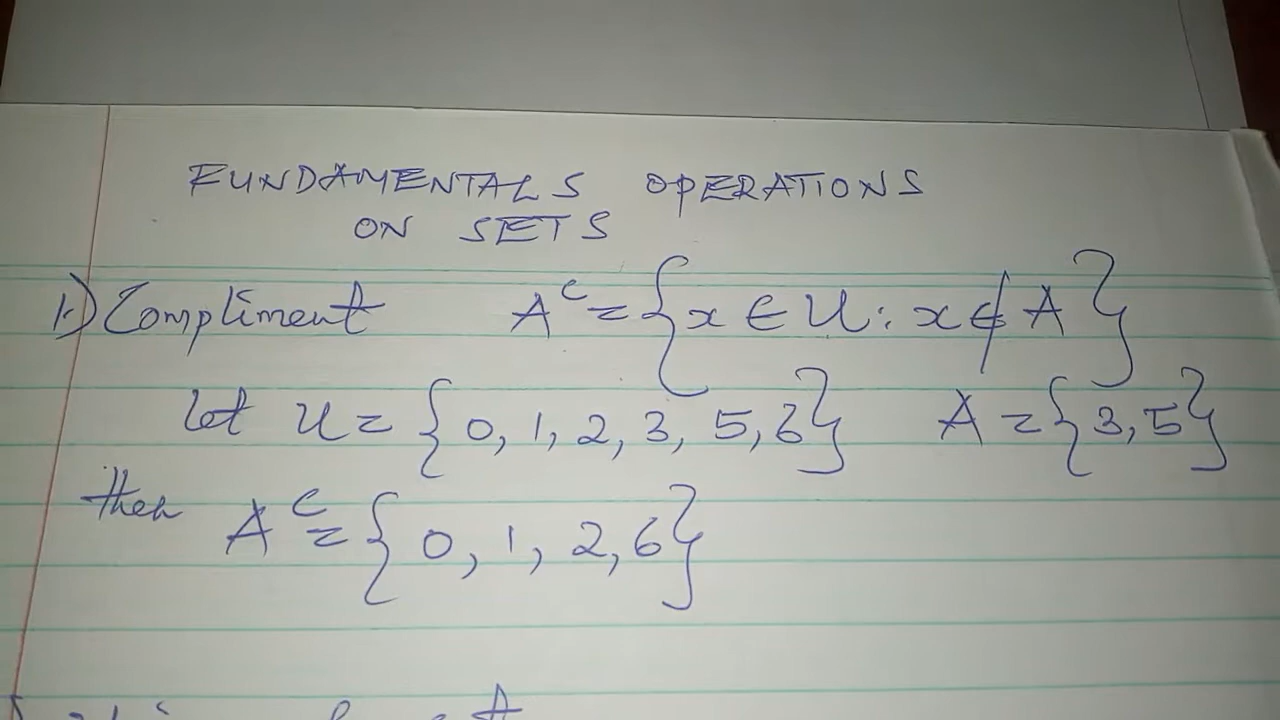 FUNDAMENTALS OPERATIONS
ON SETS
1.) Compliment A^c = {x ∈ U : x ∉ A}
let U = {0, 1, 2, 3, 5, 6} A = {3, 5}
then A^c = {0, 1, 2, 6}
A